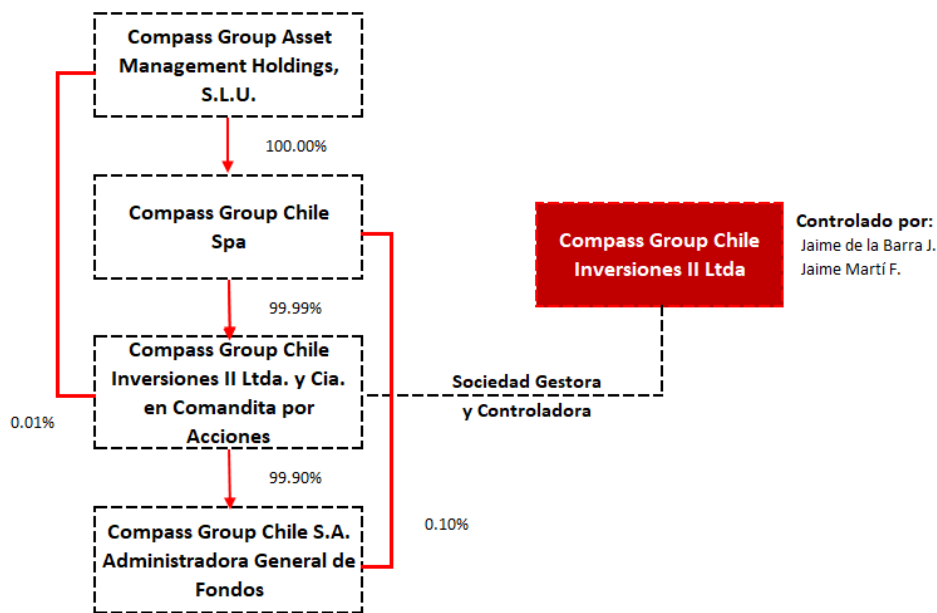 Compass Group Asset
Management Holdings,
S.L.U.
100.00%
Compass Group Chile
Spa
Compass Group Chile
Inversiones II Ltda
Controlado por:
Jaime de la Barra J.
Jaime Martí F.
99.99%
Compass Group Chile
Inversiones II Ltda. y Cia.
en Comandita por
Acciones
Sociedad Gestora
y Controladora
0.01%
99.90%
Compass Group Chile S.A.
Administradora General de
Fondos
0.10%